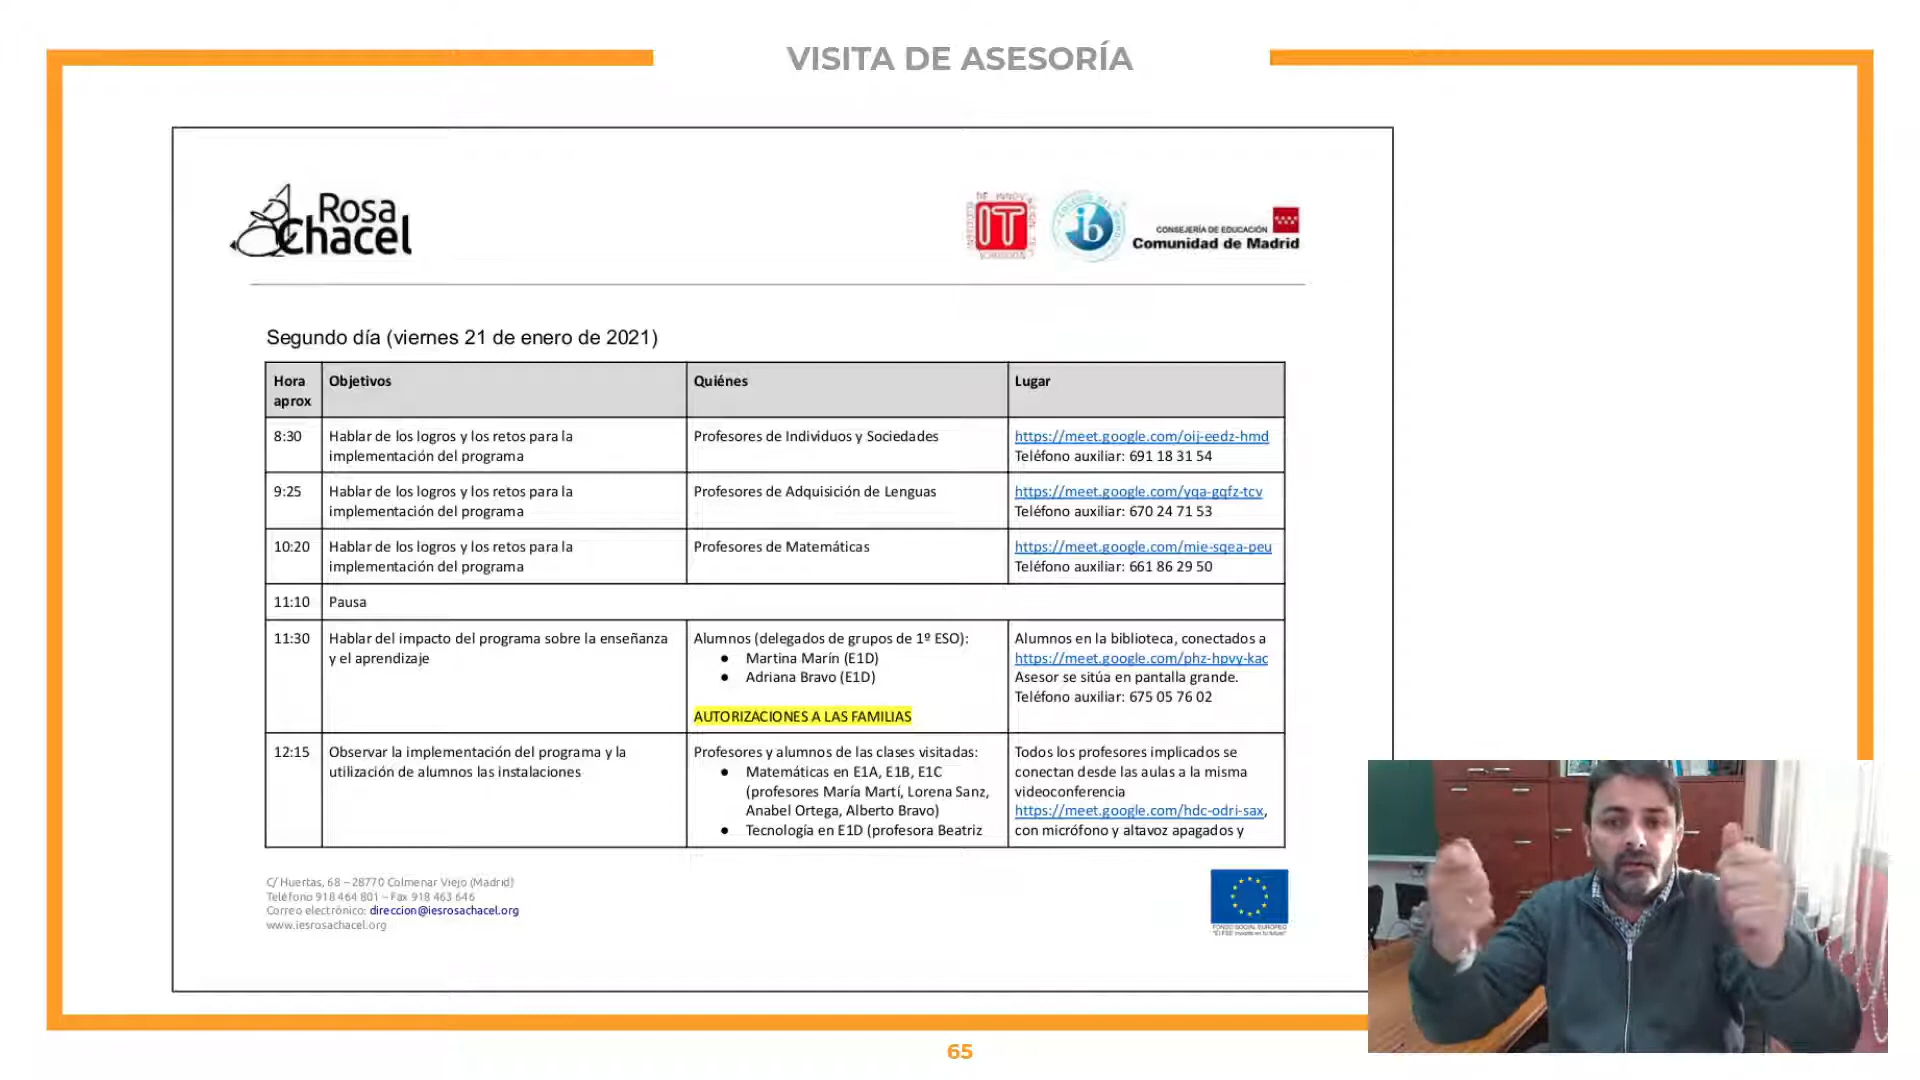 VISITA DE ASESORÍA
Rosa
Chacel
IT
ib
CONSEJERÍA DE EDUCACIÓN
Comunidad de Madrid
Segundo día (viernes 21 de enero de 2021)
Hora
aprox
Objetivos
Quiénes
Lugar
8:30
Hablar de los logros y los retos para la
implementación del programa
Profesores de Individuos y Sociedades
https://meet.google.com/oij-eedz-hmd
Teléfono auxiliar: 691 18 31 54
9:25
Hablar de los logros y los retos para la
implementación del programa
Profesores de Adquisición de Lenguas
https://meet.google.com/yqa-gqfz-tcv
Teléfono auxiliar: 670 24 71 53
10:20
Hablar de los logros y los retos para la
implementación del programa
Profesores de Matemáticas
https://meet.google.com/mie-sqea-peu
Teléfono auxiliar: 661 86 29 50
11:10
Pausa
11:30
Hablar del impacto del programa sobre la enseñanza
y el aprendizaje
Alumnos (delegados de grupos de 1º ESO):
● Martina Marín (E1D)
● Adriana Bravo (E1D)
AUTORIZACIONES A LAS FAMILIAS
Alumnos en la biblioteca, conectados a
https://meet.google.com/phz-hpvy-kac
Asesor se sitúa en pantalla grande.
Teléfono auxiliar: 675 05 76 02
12:15
Observar la implementación del programa y la
utilización de alumnos las instalaciones
Profesores y alumnos de las clases visitadas:
● Matemáticas en E1A, E1B, E1C
(profesores María Martí, Lorena Sanz,
Anabel Ortega, Alberto Bravo)
● Tecnología en E1D (profesora Beatriz
Todos los profesores implicados se
conectan desde las aulas a la misma
videoconferencia
https://meet.google.com/hdc-odri-sax,
con micrófono y altavoz apagados y
C/ Huertas, 68 – 28770 Colmenar Viejo (Madrid)
Teléfono 918 464 801 – Fax 918 463 646
Correo electrónico: direccion@iesrosachacel.org
www.iesrosachacel.org
FONDO SOCIAL EUROPEO
"El FSE invierte en tu futuro"
65